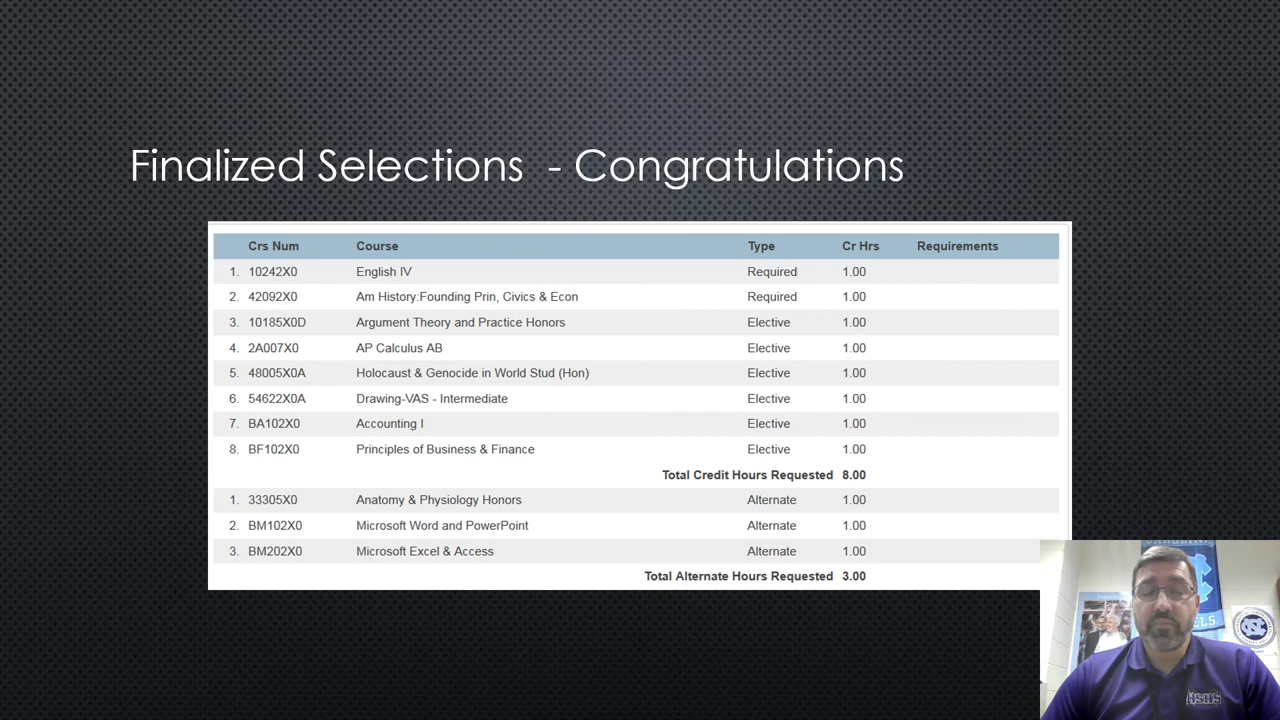 Finalized Selections - Congratulations
Crs Num Course Type Cr Hrs Requirements
1. 10242X0 English IV Required 1.00
2. 42092X0 Am History:Founding Prin, Civics & Econ Required 1.00
3. 10185X0D Argument Theory and Practice Honors Elective 1.00
4. 2A007X0 AP Calculus AB Elective 1.00
5. 48005X0A Holocaust & Genocide in World Stud (Hon) Elective 1.00
6. 54622X0A Drawing-VAS - Intermediate Elective 1.00
7. BA102X0 Accounting I Elective 1.00
8. BF102X0 Principles of Business & Finance Elective 1.00
Total Credit Hours Requested 8.00
1. 33305X0 Anatomy & Physiology Honors Alternate 1.00
2. BM102X0 Microsoft Word and PowerPoint Alternate 1.00
3. BM202X0 Microsoft Excel & Access Alternate 1.00
Total Alternate Hours Requested 3.00
CAROLINA
HSHS